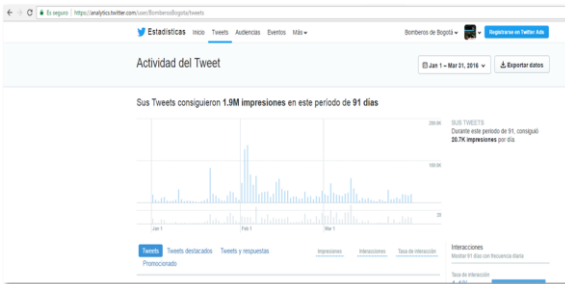 Es seguro | https://analytics.twitter.com/user/BomberosBogota/tweets
Estadísticas Inicio Tweets Audiencias Eventos Más
Bomberos de Bogotá
Registrarse en Twitter Ads
Actividad del Tweet
Jan 1 – Mar 31, 2016
Exportar datos
Sus Tweets consiguieron 1.9M impresiones en este periodo de 91 días
200.0K
100.0K
25
Jan 1
Feb 1
Mar 1
SUS TWEETS
Durante este periodo de 91, consiguió
20.7K impresiones por día
Tweets Tweets destacados Tweets y respuestas
Promocionado
Impresiones Interacciones Tasa de interacción
Interacciones
Mostrar 91 días con frecuencia diaria
Tasa de interacción